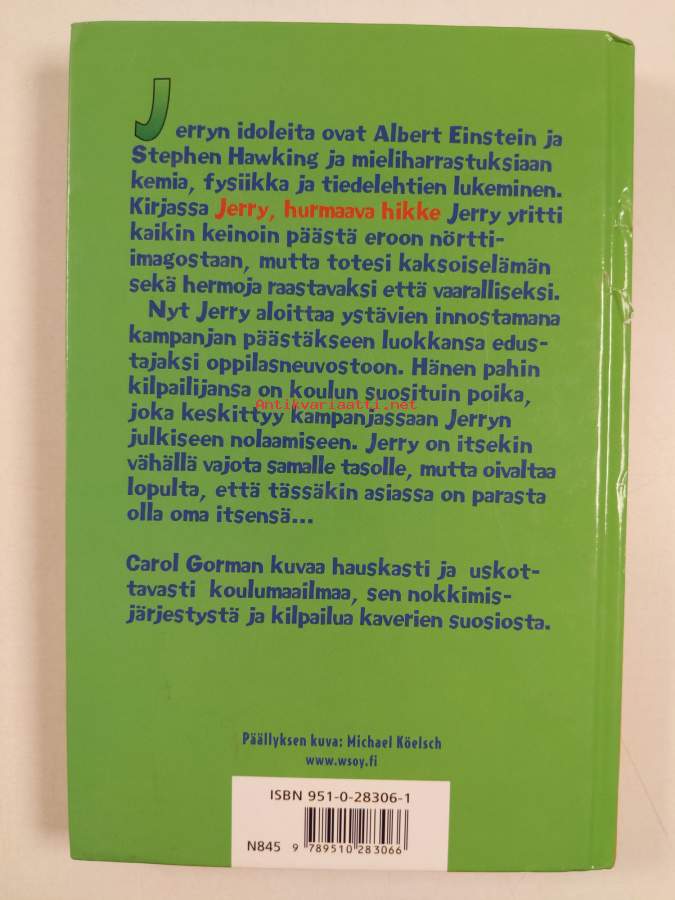 Jerryn idoleita ovat Albert Einstein ja
Stephen Hawking ja mieliharrastuksiaan
kemia, fysiikka ja tiedelehtien lukeminen.
Kirjassa Jerry, hurmaava hikke Jerry yritti
kaikin keinoin päästä eroon nörtti-
imagostaan, mutta totesi kaksoiselämän
sekä hermoja raastavaksi että vaaralliseksi.
Nyt Jerry aloittaa ystävien innostamana
kampanjan päästäkseen luokkansa edus-
tajaksi oppilasneuvostoon. Hänen pahin
kilpailijansa on koulun suosituin poika,
Antikvariaatti.net
joka keskittyy kampanjassaan Jerryn
julkiseen nolaamiseen. Jerry on itsekin
vähällä vajota samalle tasolle, mutta oivaltaa
lopulta, että tässäkin asiassa on parasta
olla oma itsensä...
Carol Gorman kuvaa hauskasti ja uskot-
tavasti koulumaailmaa, sen nokkimis-
järjestystä ja kilpailua kaverien suosiosta.
Päällyksen kuva: Michael Köelsch
www.wsoy.fi
ISBN 951-0-28306-1
N845 9 789510 283066